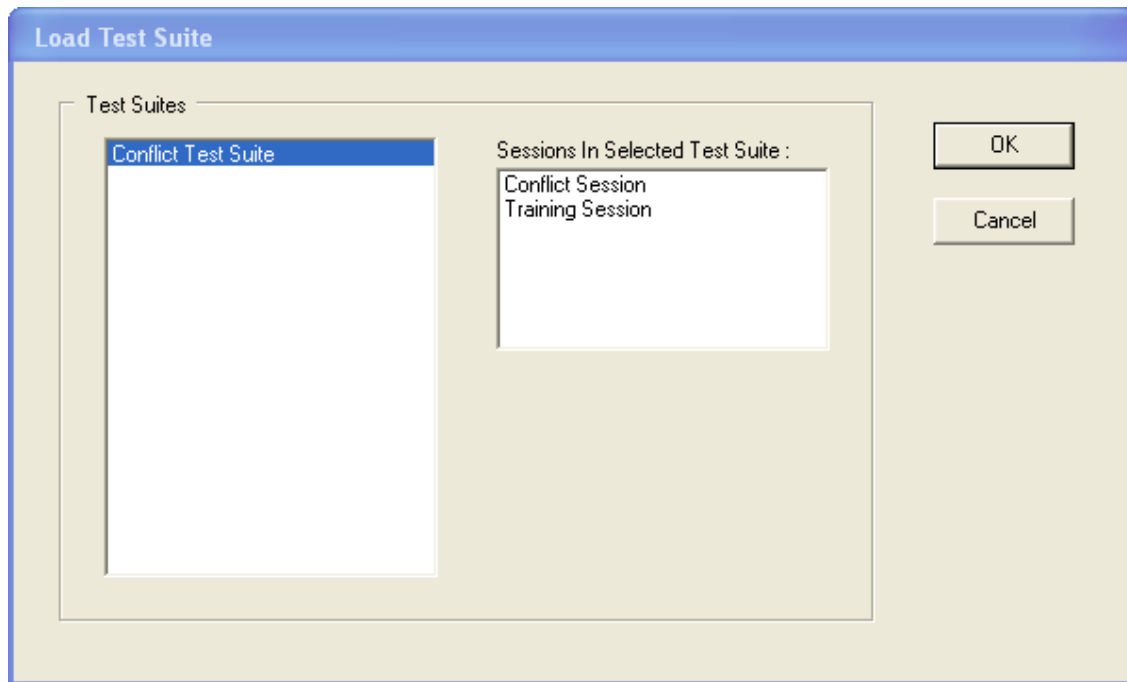 Load Test Suite
Test Suites
Conflict Test Suite
Sessions In Selected Test Suite :
Conflict Session
Training Session
OK
Cancel